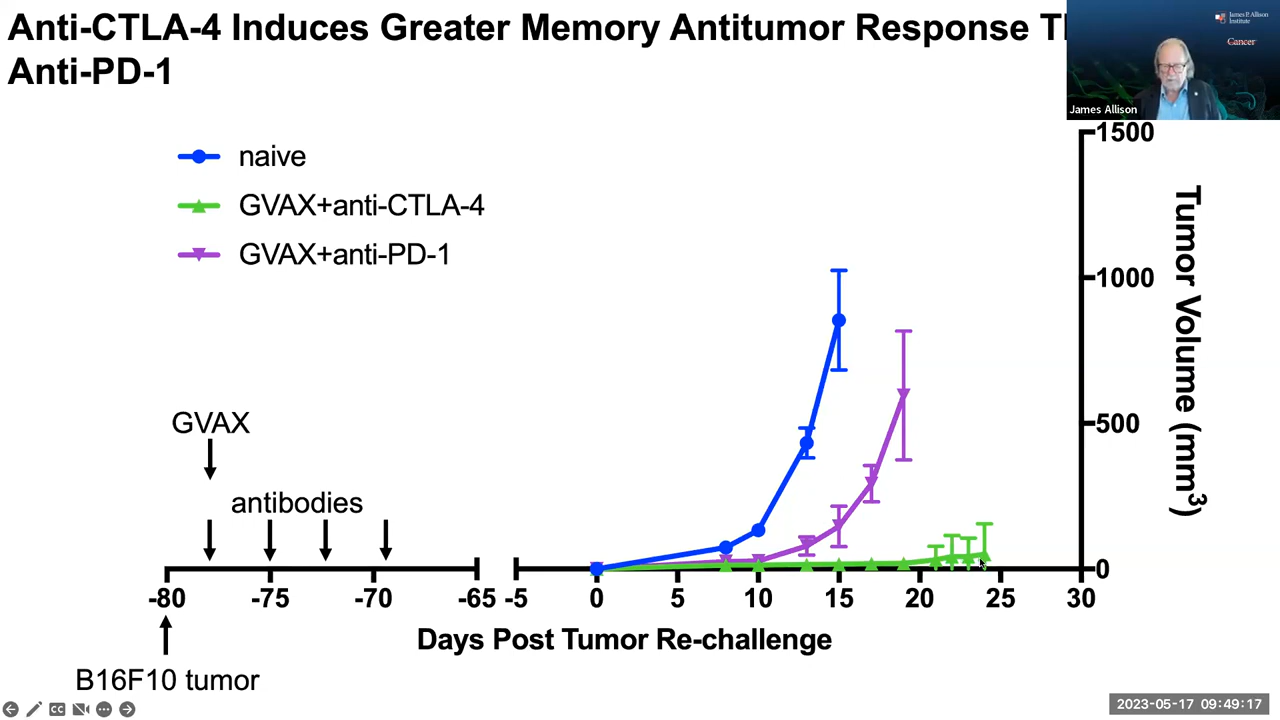 Anti-CTLA-4 Induces Greater Memory Antitumor Response
Anti-PD-1
James P. Allison
Institute
Cancer
James Allison
naive
GVAX+anti-CTLA-4
GVAX+anti-PD-1
1500
1000
500
0
Tumor Volume (mm³)
GVAX
antibodies
-80 -75 -70 -65 -5 0 5 10 15 20 25 30
Days Post Tumor Re-challenge
B16F10 tumor
CC
2023-05-17 09:49:17